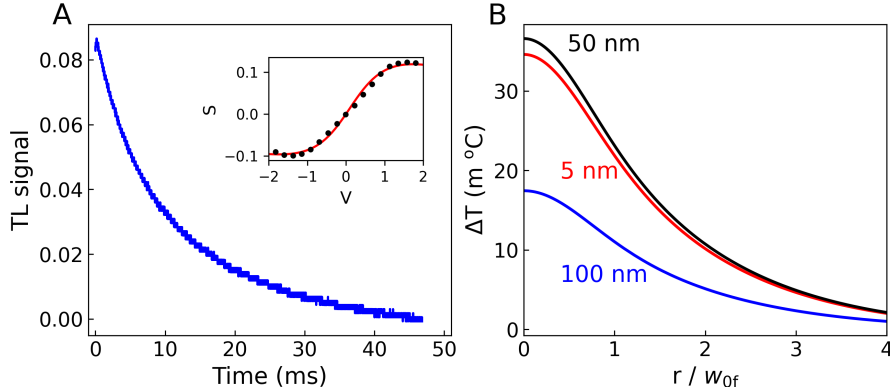 A
TL signal
0.08
0.06
0.04
0.02
0.00
0 10 20 30 40 50
Time (ms)
S
0.1
0.0
−0.1
−2 −1 0 1 2
V
B
ΔT (m °C)
30
20
10
0
50 nm
5 nm
100 nm
0 1 2 3 4
r / w0f